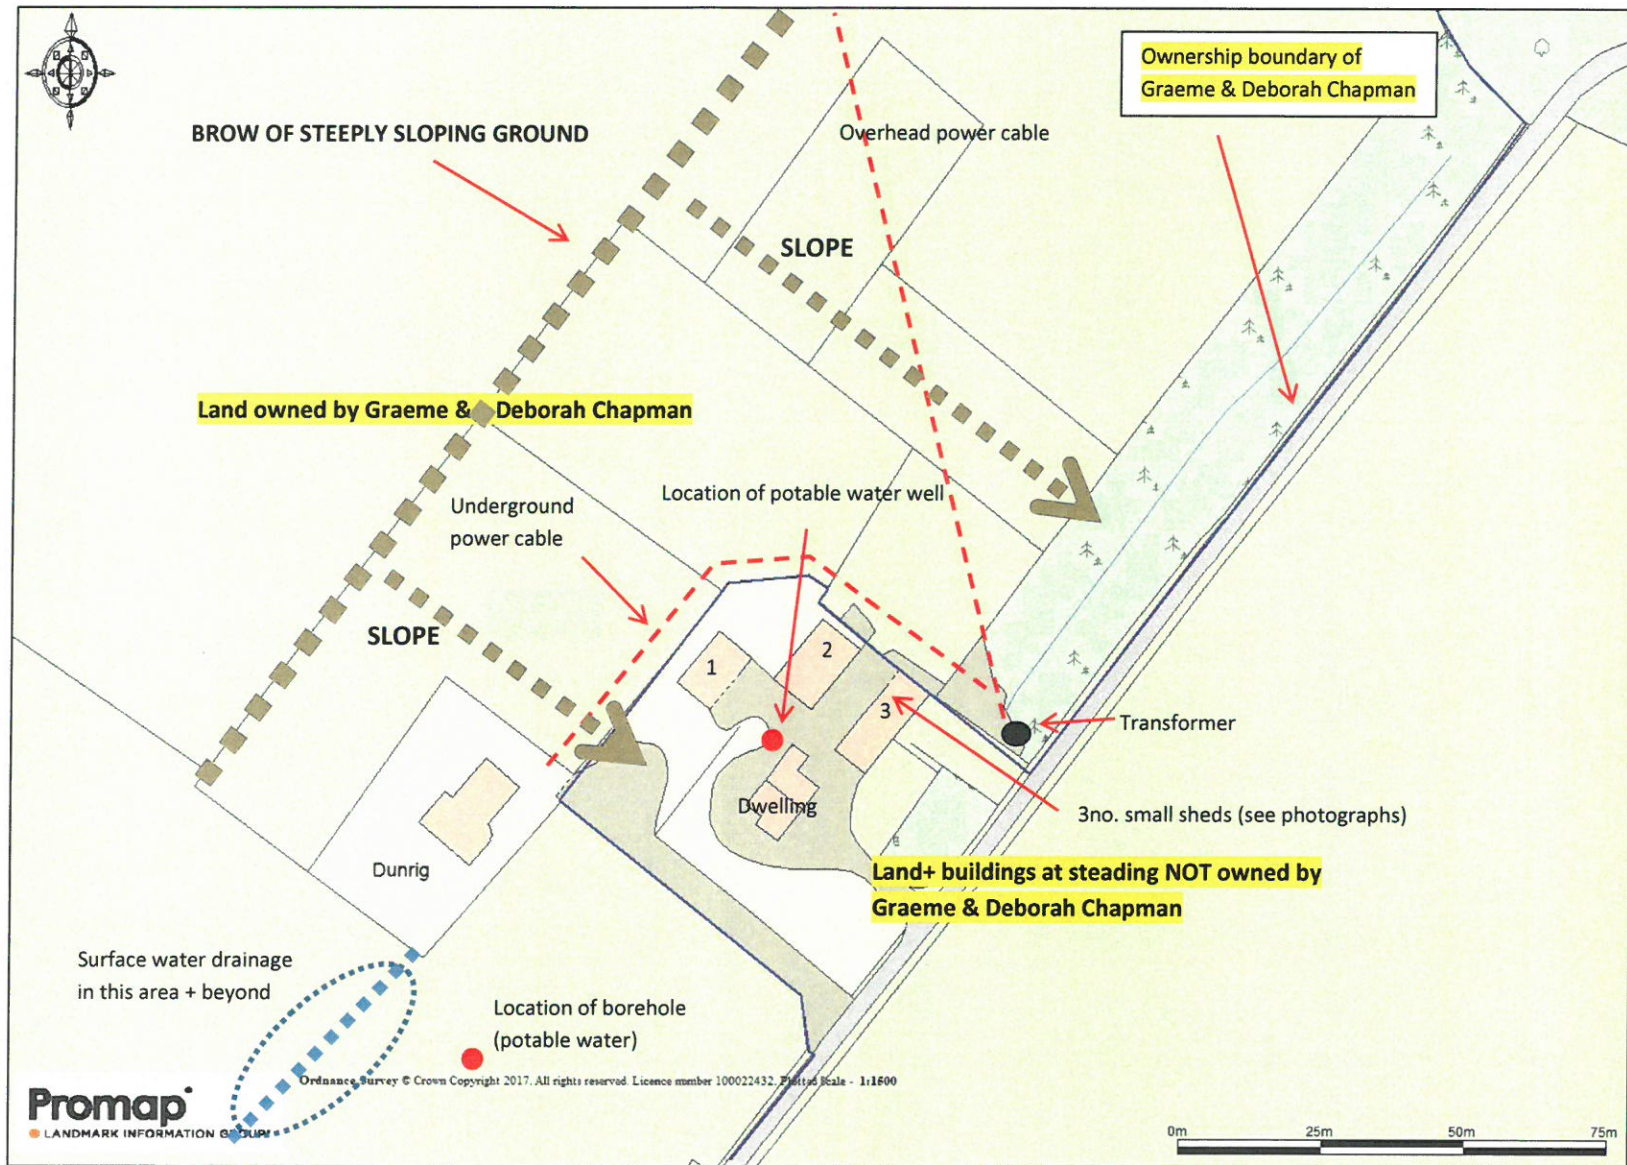 Ownership boundary of
Graeme & Deborah Chapman
BROW OF STEEPLY SLOPING GROUND
Overhead power cable
SLOPE
Land owned by Graeme & Deborah Chapman
Location of potable water well
Underground
power cable
SLOPE
1
2
3
Transformer
Dwelling
3no. small sheds (see photographs)
Dunrig
Land+ buildings at steading NOT owned by
Graeme & Deborah Chapman
Surface water drainage
in this area + beyond
Location of borehole
(potable water)
Ordnance Survey © Crown Copyright 2017. All rights reserved. Licence number 100022432. Plotted Scale - 1:1500
Promap
LANDMARK INFORMATION GROUP
0m 25m 50m 75m